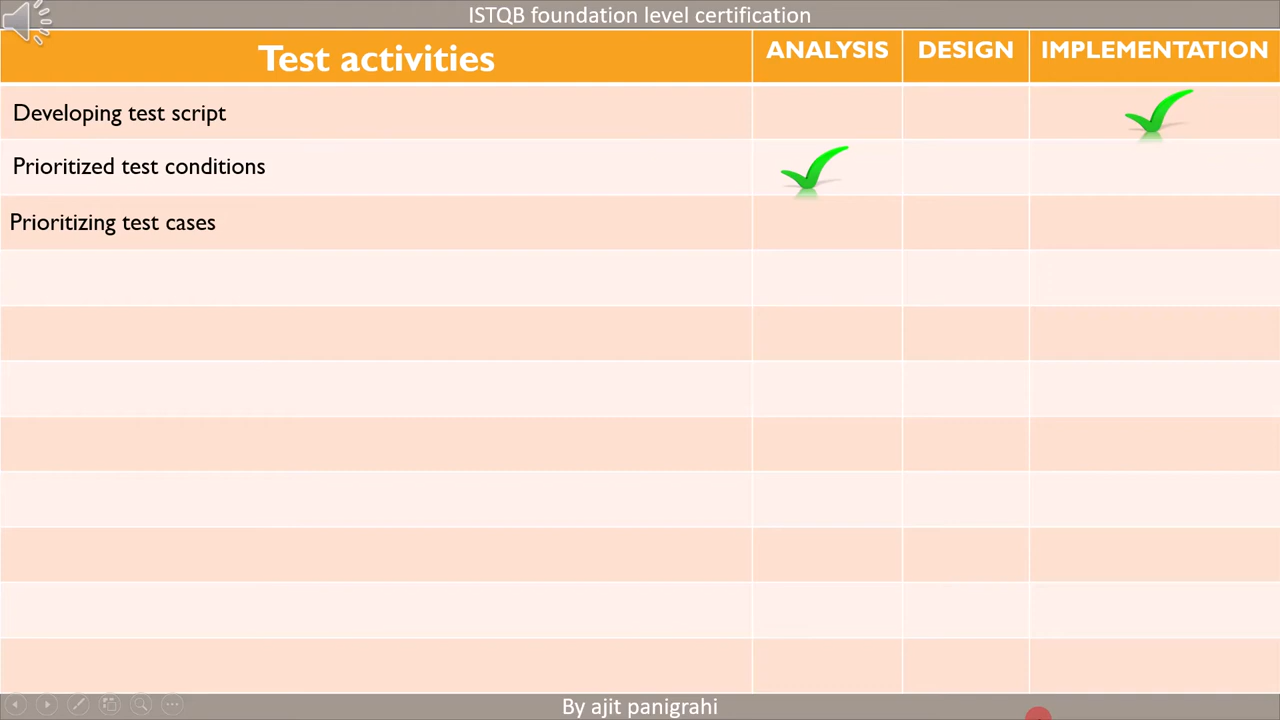 ISTQB foundation level certification
Test activities ANALYSIS DESIGN IMPLEMENTATION
Developing test script
Prioritized test conditions
Prioritizing test cases
By ajit panigrahi